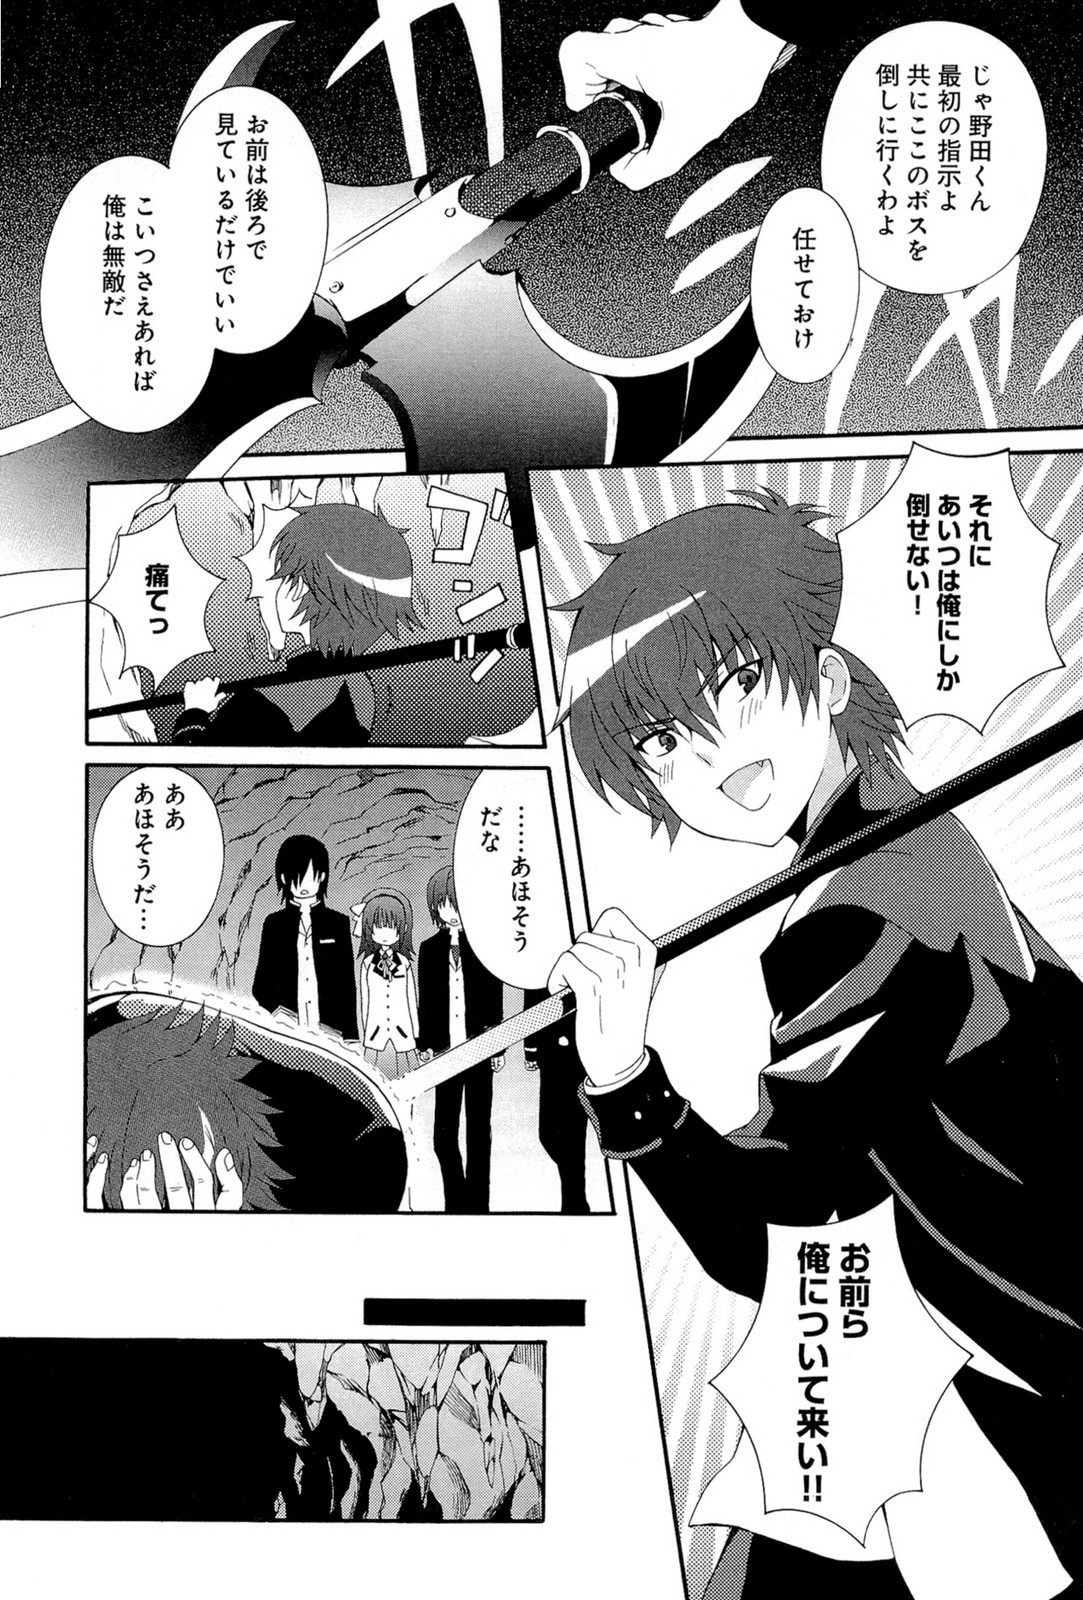 じゃ野田くん
最初の指示よ
共にここのボスを
倒しに行くわよ
任せておけ
お前は後ろで
見ているだけでいい
こいつさえあれば
俺は無敵だ
それに
あいつは俺にしか
倒せない!
お前ら
俺について来い!!
ゴンッ
痛てっ
……あほそう
だな
ああ
あほそうだ…